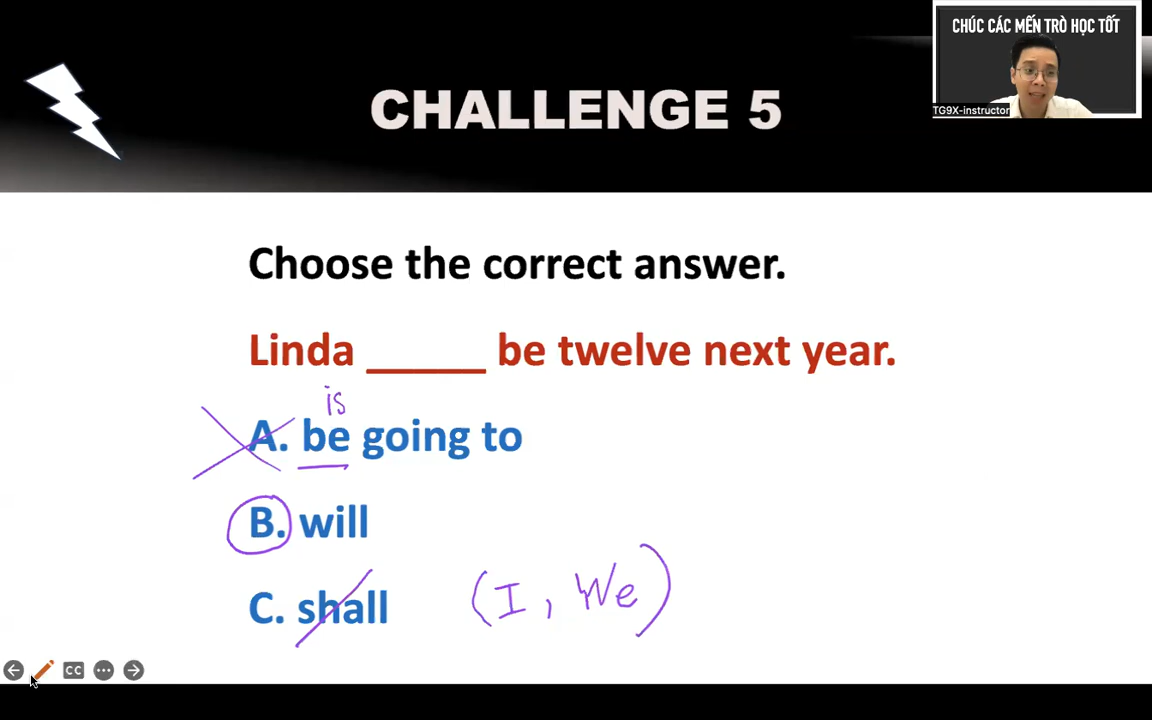 CHÚC CÁC MẾN TRÒ HỌC TỐT
TG9X-instructor
CHALLENGE 5
Choose the correct answer.
Linda _____ be twelve next year.
is
A. be going to
B. will
C. shall (I, We)
CC